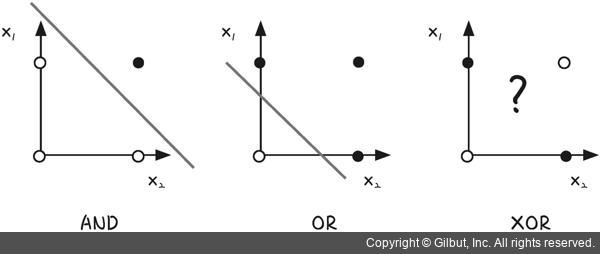 x₁ x₁ x₁
?
x₂ x₂ x₂
AND OR XOR
Copyright © Gilbut, Inc. All rights reserved.